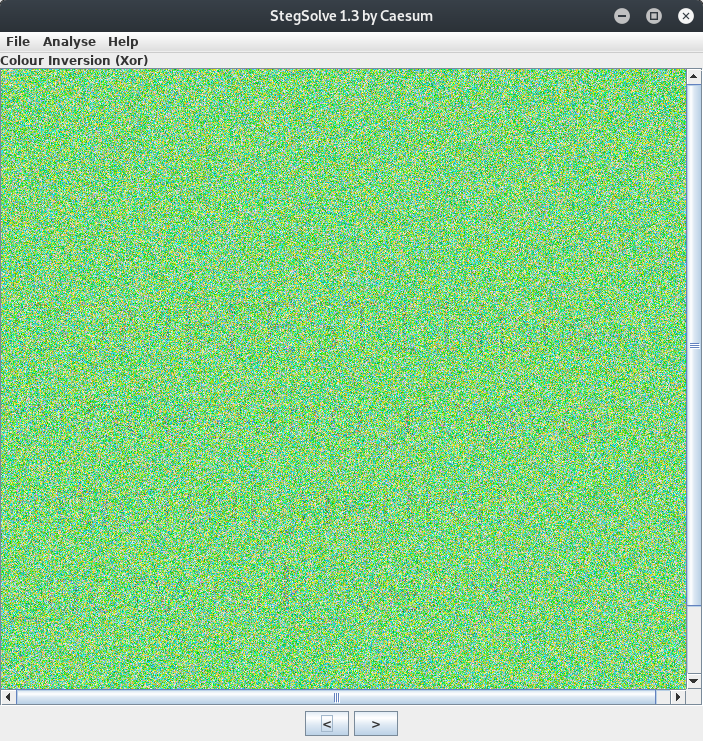 StegSolve 1.3 by Caesum
File Analyse Help
Colour Inversion (Xor)
< >